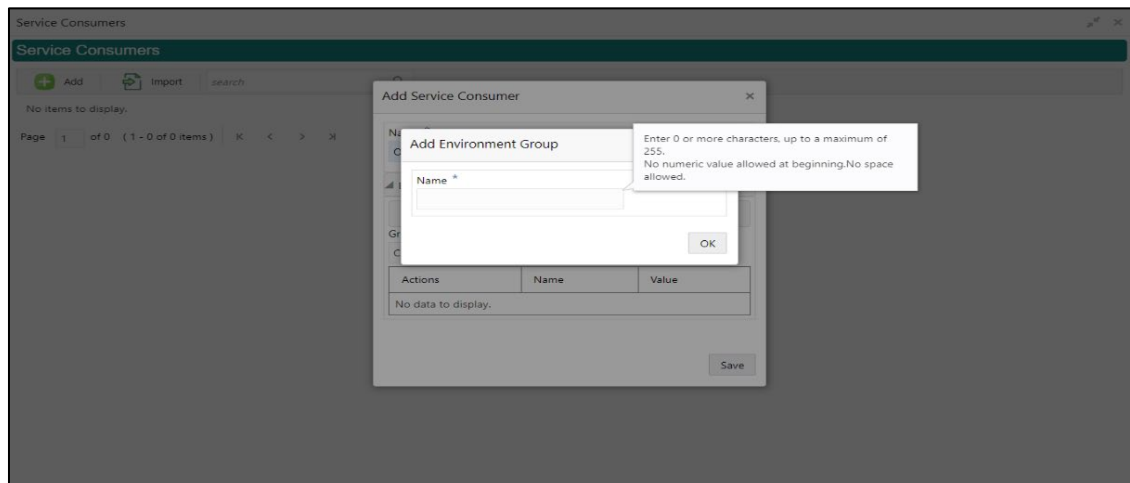 Service Consumers
Service Consumers
Add Import search
No items to display.
Page 1 of 0 (1 - 0 of 0 items) K < > X
Add Service Consumer ×
Add Environment Group
Name *
Enter 0 or more characters, up to a maximum of
255.
No numeric value allowed at beginning.No space
allowed.
OK
Actions Name Value
No data to display.
Save